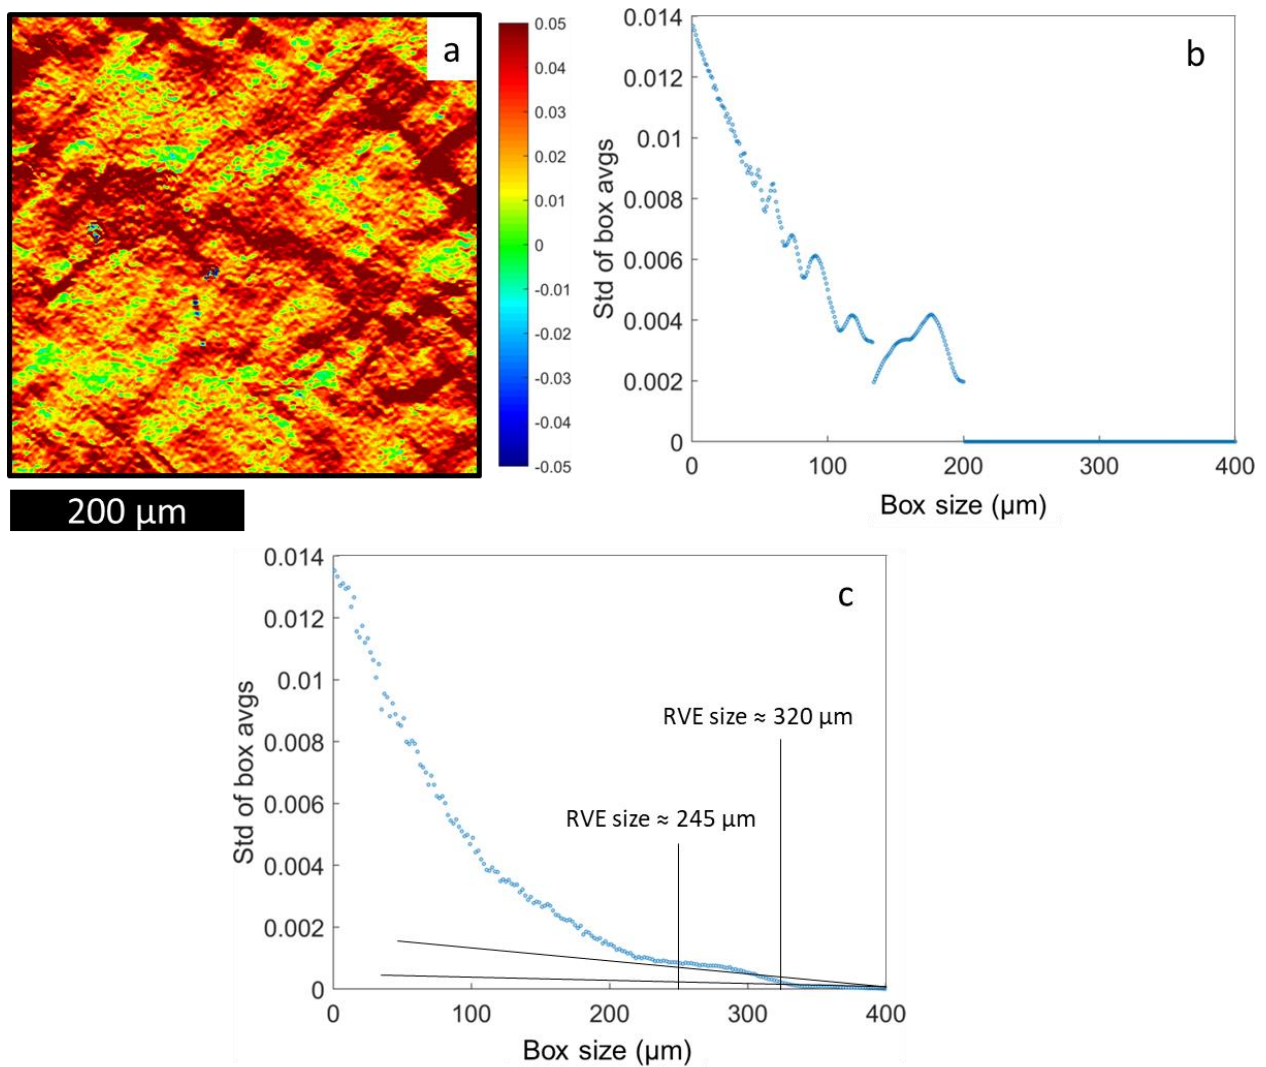 a
0.05
0.04
0.03
0.02
0.01
0
-0.01
-0.02
-0.03
-0.04
-0.05
200 µm
b
0.014
0.012
0.01
0.008
0.006
0.004
0.002
0
Std of box avgs
0 100 200 300 400
Box size (µm)
c
0.014
0.012
0.01
0.008
0.006
0.004
0.002
0
Std of box avgs
RVE size ≈ 320 µm
RVE size ≈ 245 µm
0 100 200 300 400
Box size (µm)